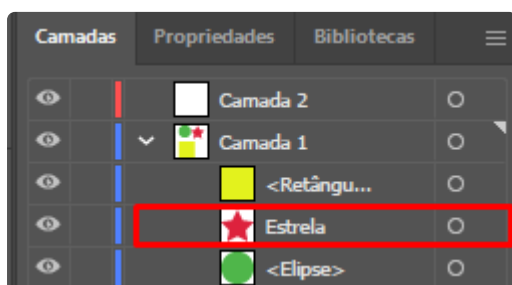 Camadas Propriedades Bibliotecas
Camada 2
Camada 1
<Retângu...
Estrela
<Elipse>